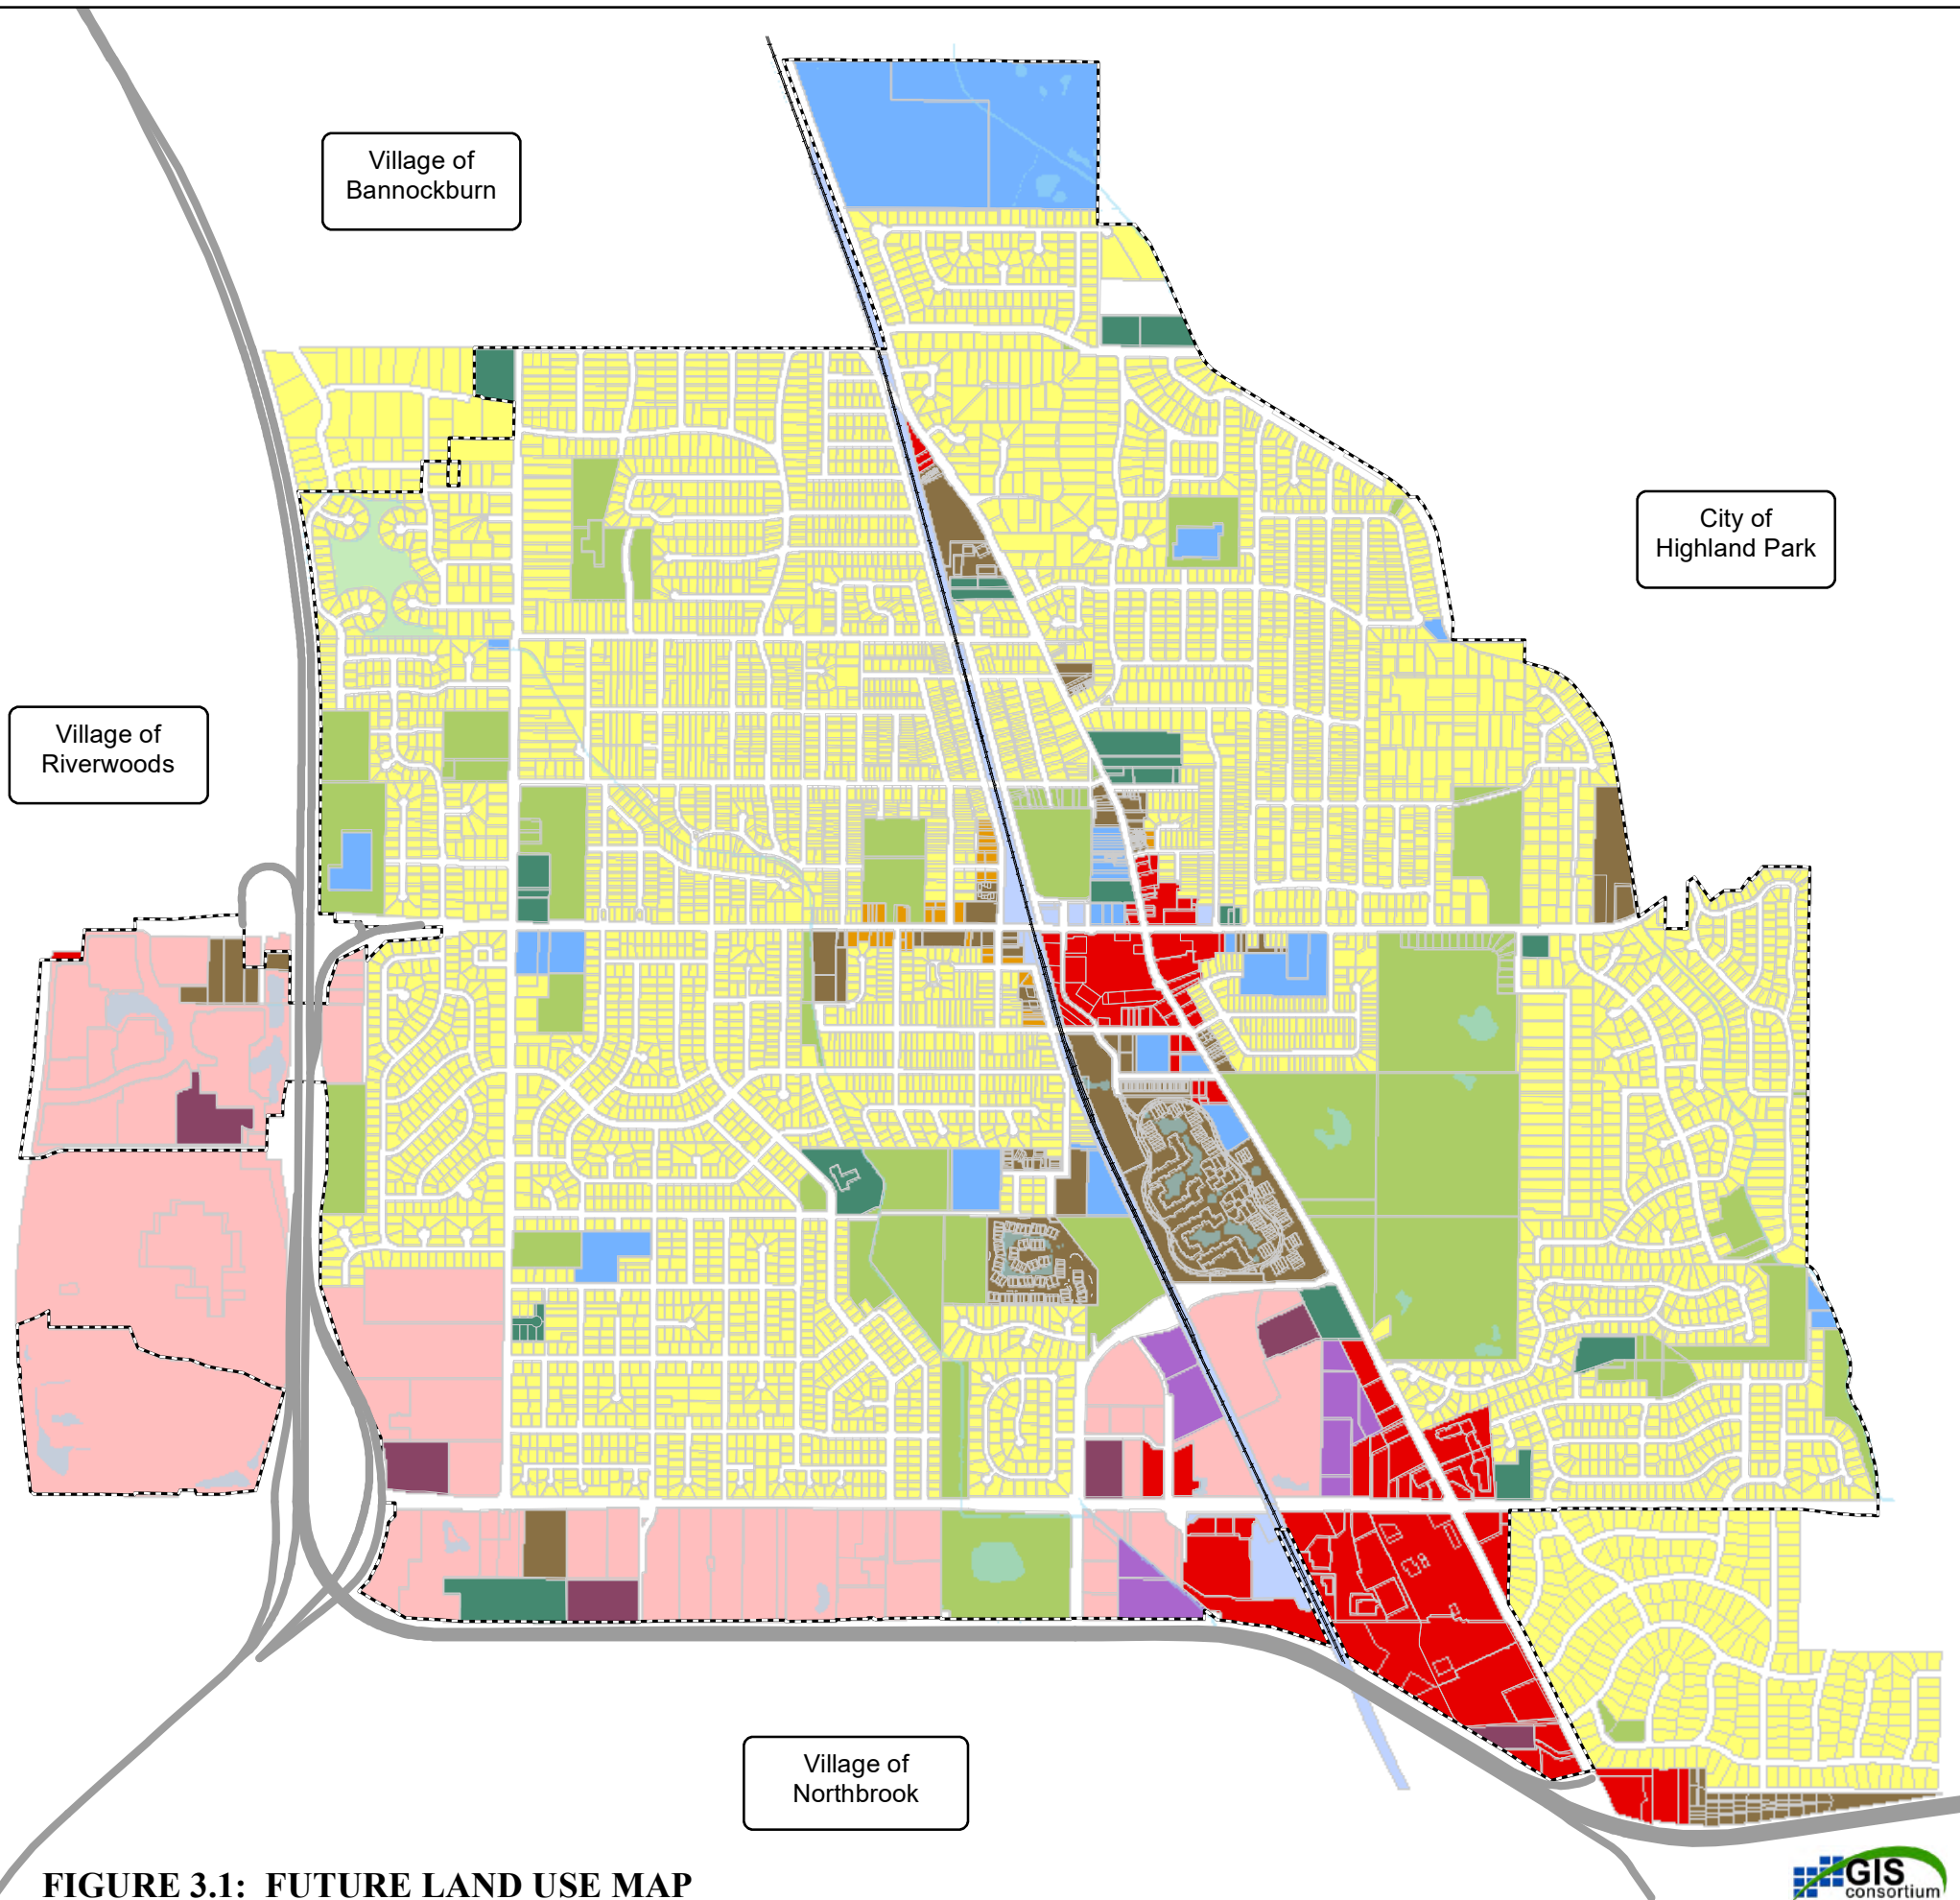 Village of
Bannockburn
City of
Highland Park
Village of
Riverwoods
Village of
Northbrook
FIGURE 3.1: FUTURE LAND USE MAP
GIS
consortium